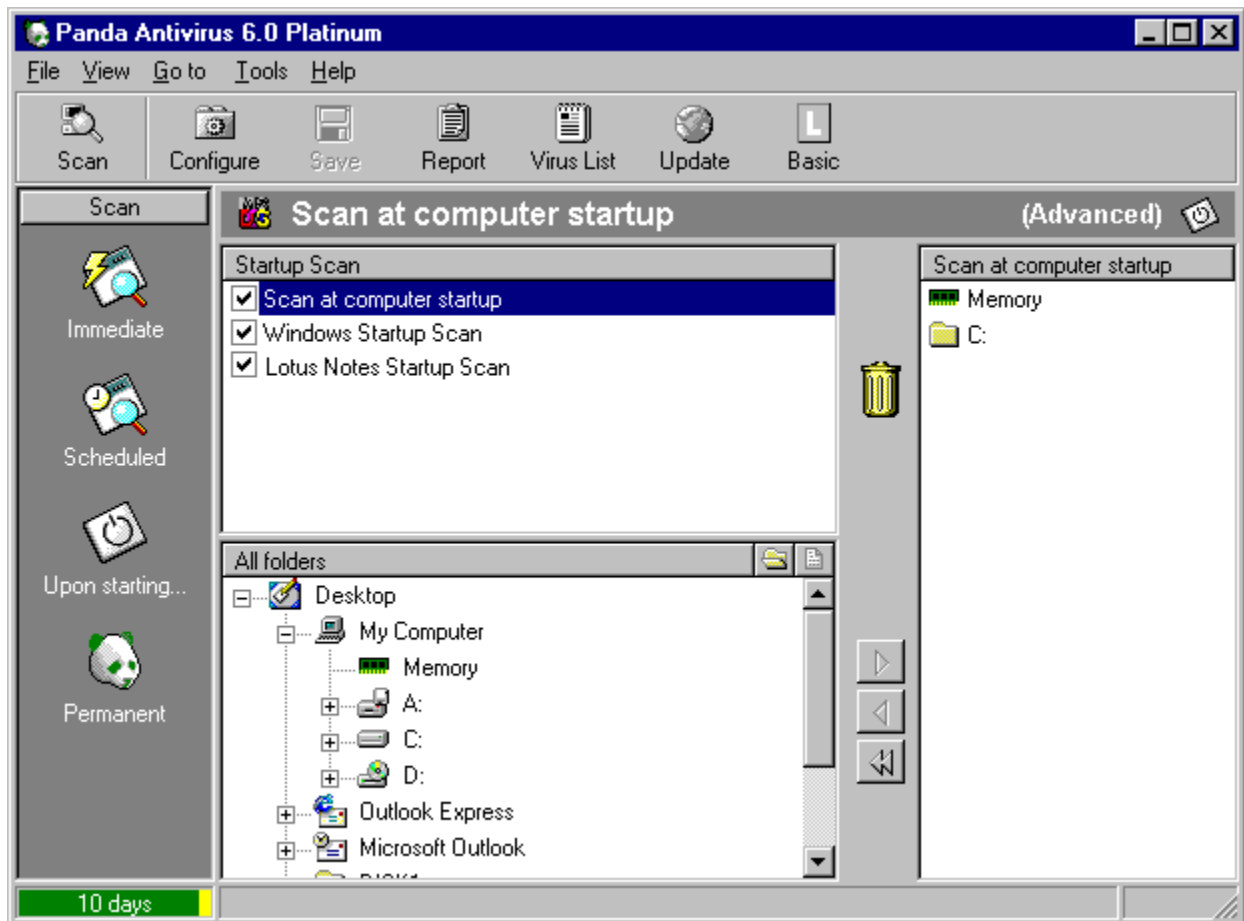 Panda Antivirus 6.0 Platinum
File View Go to Tools Help
Scan Configure Save Report Virus List Update Basic
L
Scan
Immediate
Scheduled
Upon starting...
Permanent
Scan at computer startup (Advanced)
Startup Scan
Scan at computer startup
Windows Startup Scan
Lotus Notes Startup Scan
All folders
Desktop
My Computer
Memory
A:
C:
D:
Outlook Express
Microsoft Outlook
Scan at computer startup
Memory
C:
10 days